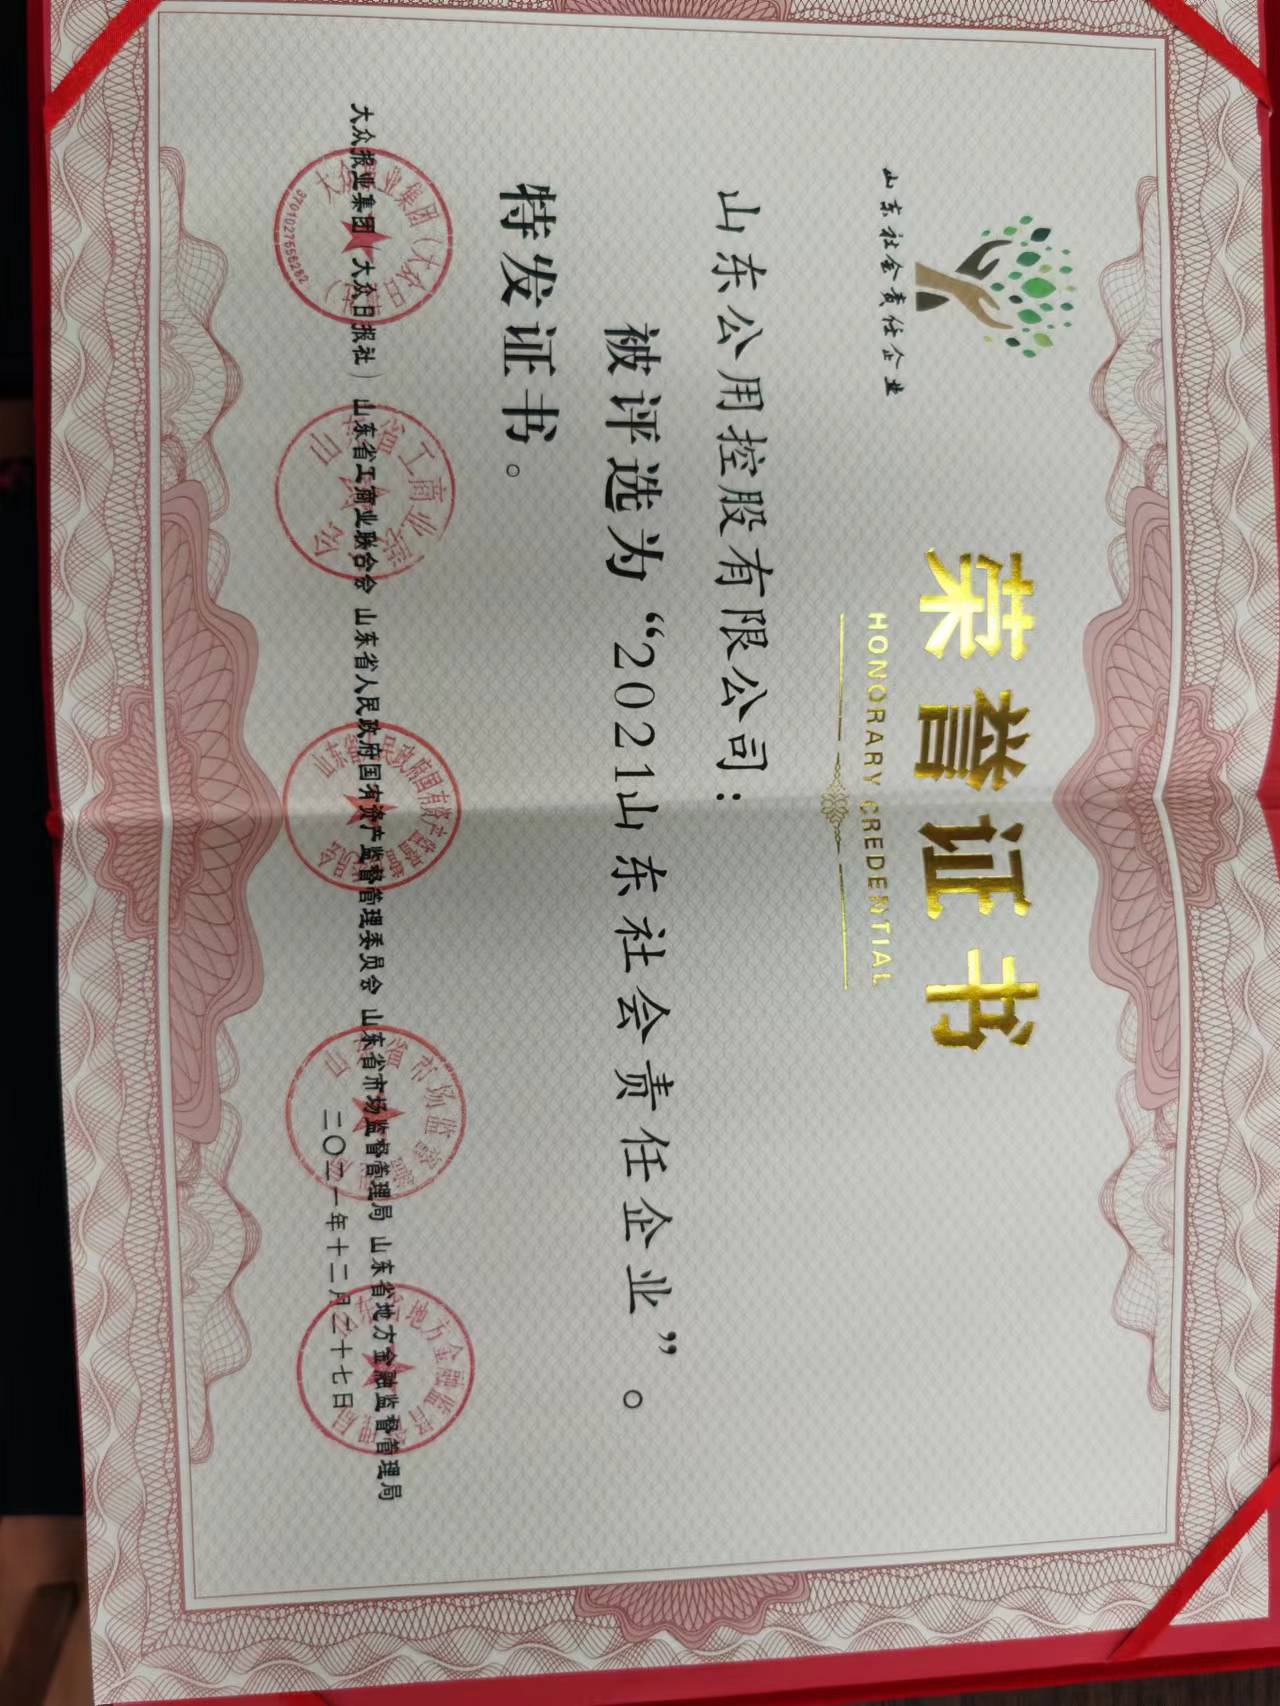 山东社会责任企业
荣誉证书
HONORARY CREDENTIAL
山东公用控股有限公司：
被评选为“2021山东社会责任企业”。
特发证书。
大众报业集团（大众日报社） 山东省工商业联合会 山东省人民政府国有资产监督管理委员会 山东省市场监督管理局 山东省地方金融监督管理局
二〇二一年十二月二十七日
3701027656262